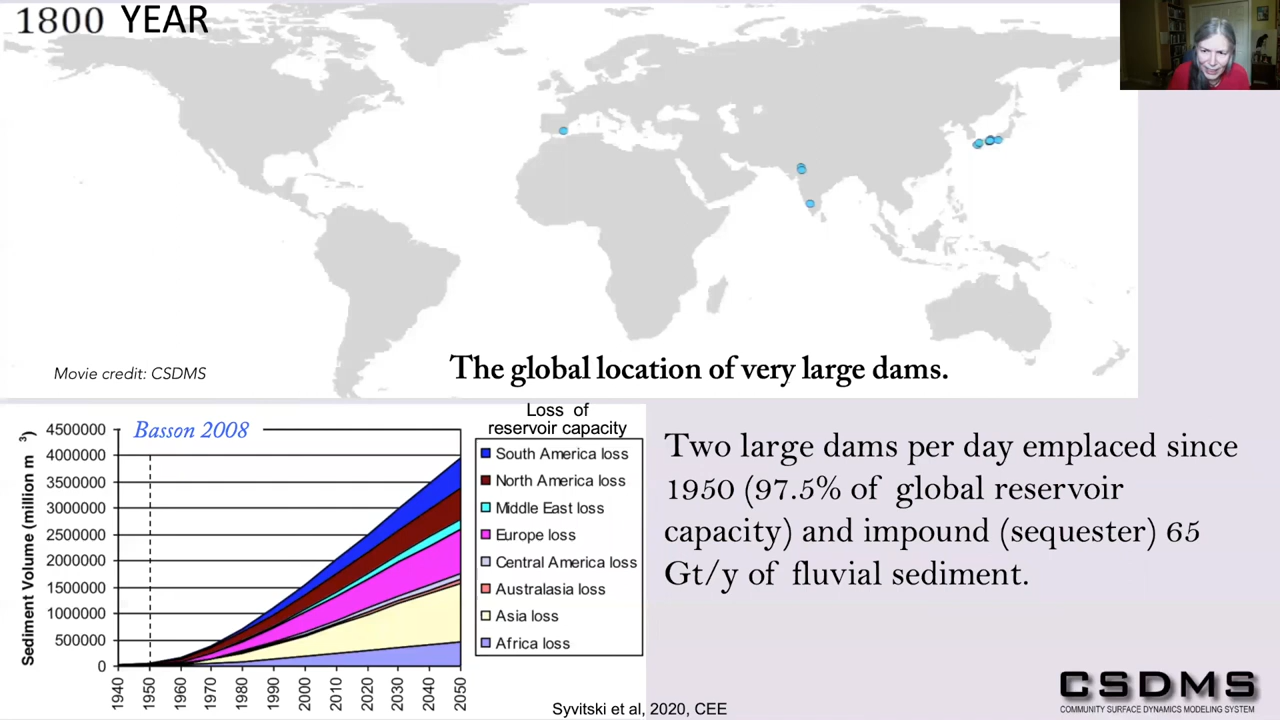 1800 YEAR
Movie credit: CSDMS
The global location of very large dams.
Basson 2008
Sediment Volume (million m³)
4500000
4000000
3500000
3000000
2500000
2000000
1500000
1000000
500000
0
1940
1950
1960
1970
1980
1990
2000
2010
2020
2030
2040
2050
Loss of
reservoir capacity
South America loss
North America loss
Middle East loss
Europe loss
Central America loss
Australasia loss
Asia loss
Africa loss
Syvitski et al, 2020, CEE
Two large dams per day emplaced since
1950 (97.5% of global reservoir
capacity) and impound (sequester) 65
Gt/y of fluvial sediment.
CSDMS
COMMUNITY SURFACE DYNAMICS MODELING SYSTEM